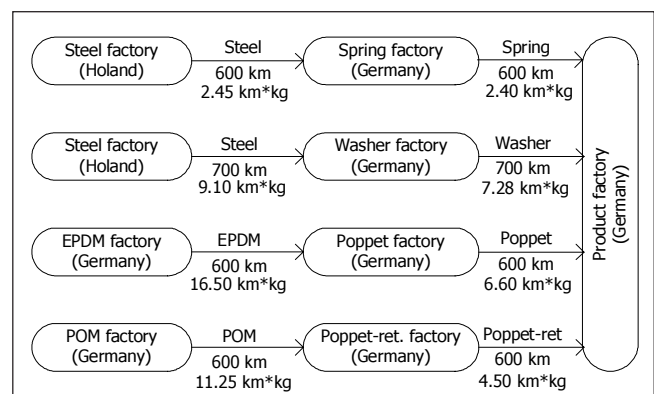 Steel factory
(Holand)
Steel
600 km
2.45 km*kg
Spring factory
(Germany)
Spring
600 km
2.40 km*kg
Steel factory
(Holand)
Steel
700 km
9.10 km*kg
Washer factory
(Germany)
Washer
700 km
7.28 km*kg
EPDM factory
(Germany)
EPDM
600 km
16.50 km*kg
Poppet factory
(Germany)
Poppet
600 km
6.60 km*kg
POM factory
(Germany)
POM
600 km
11.25 km*kg
Poppet-ret. factory
(Germany)
Poppet-ret
600 km
4.50 km*kg
Product factory
(Germany)